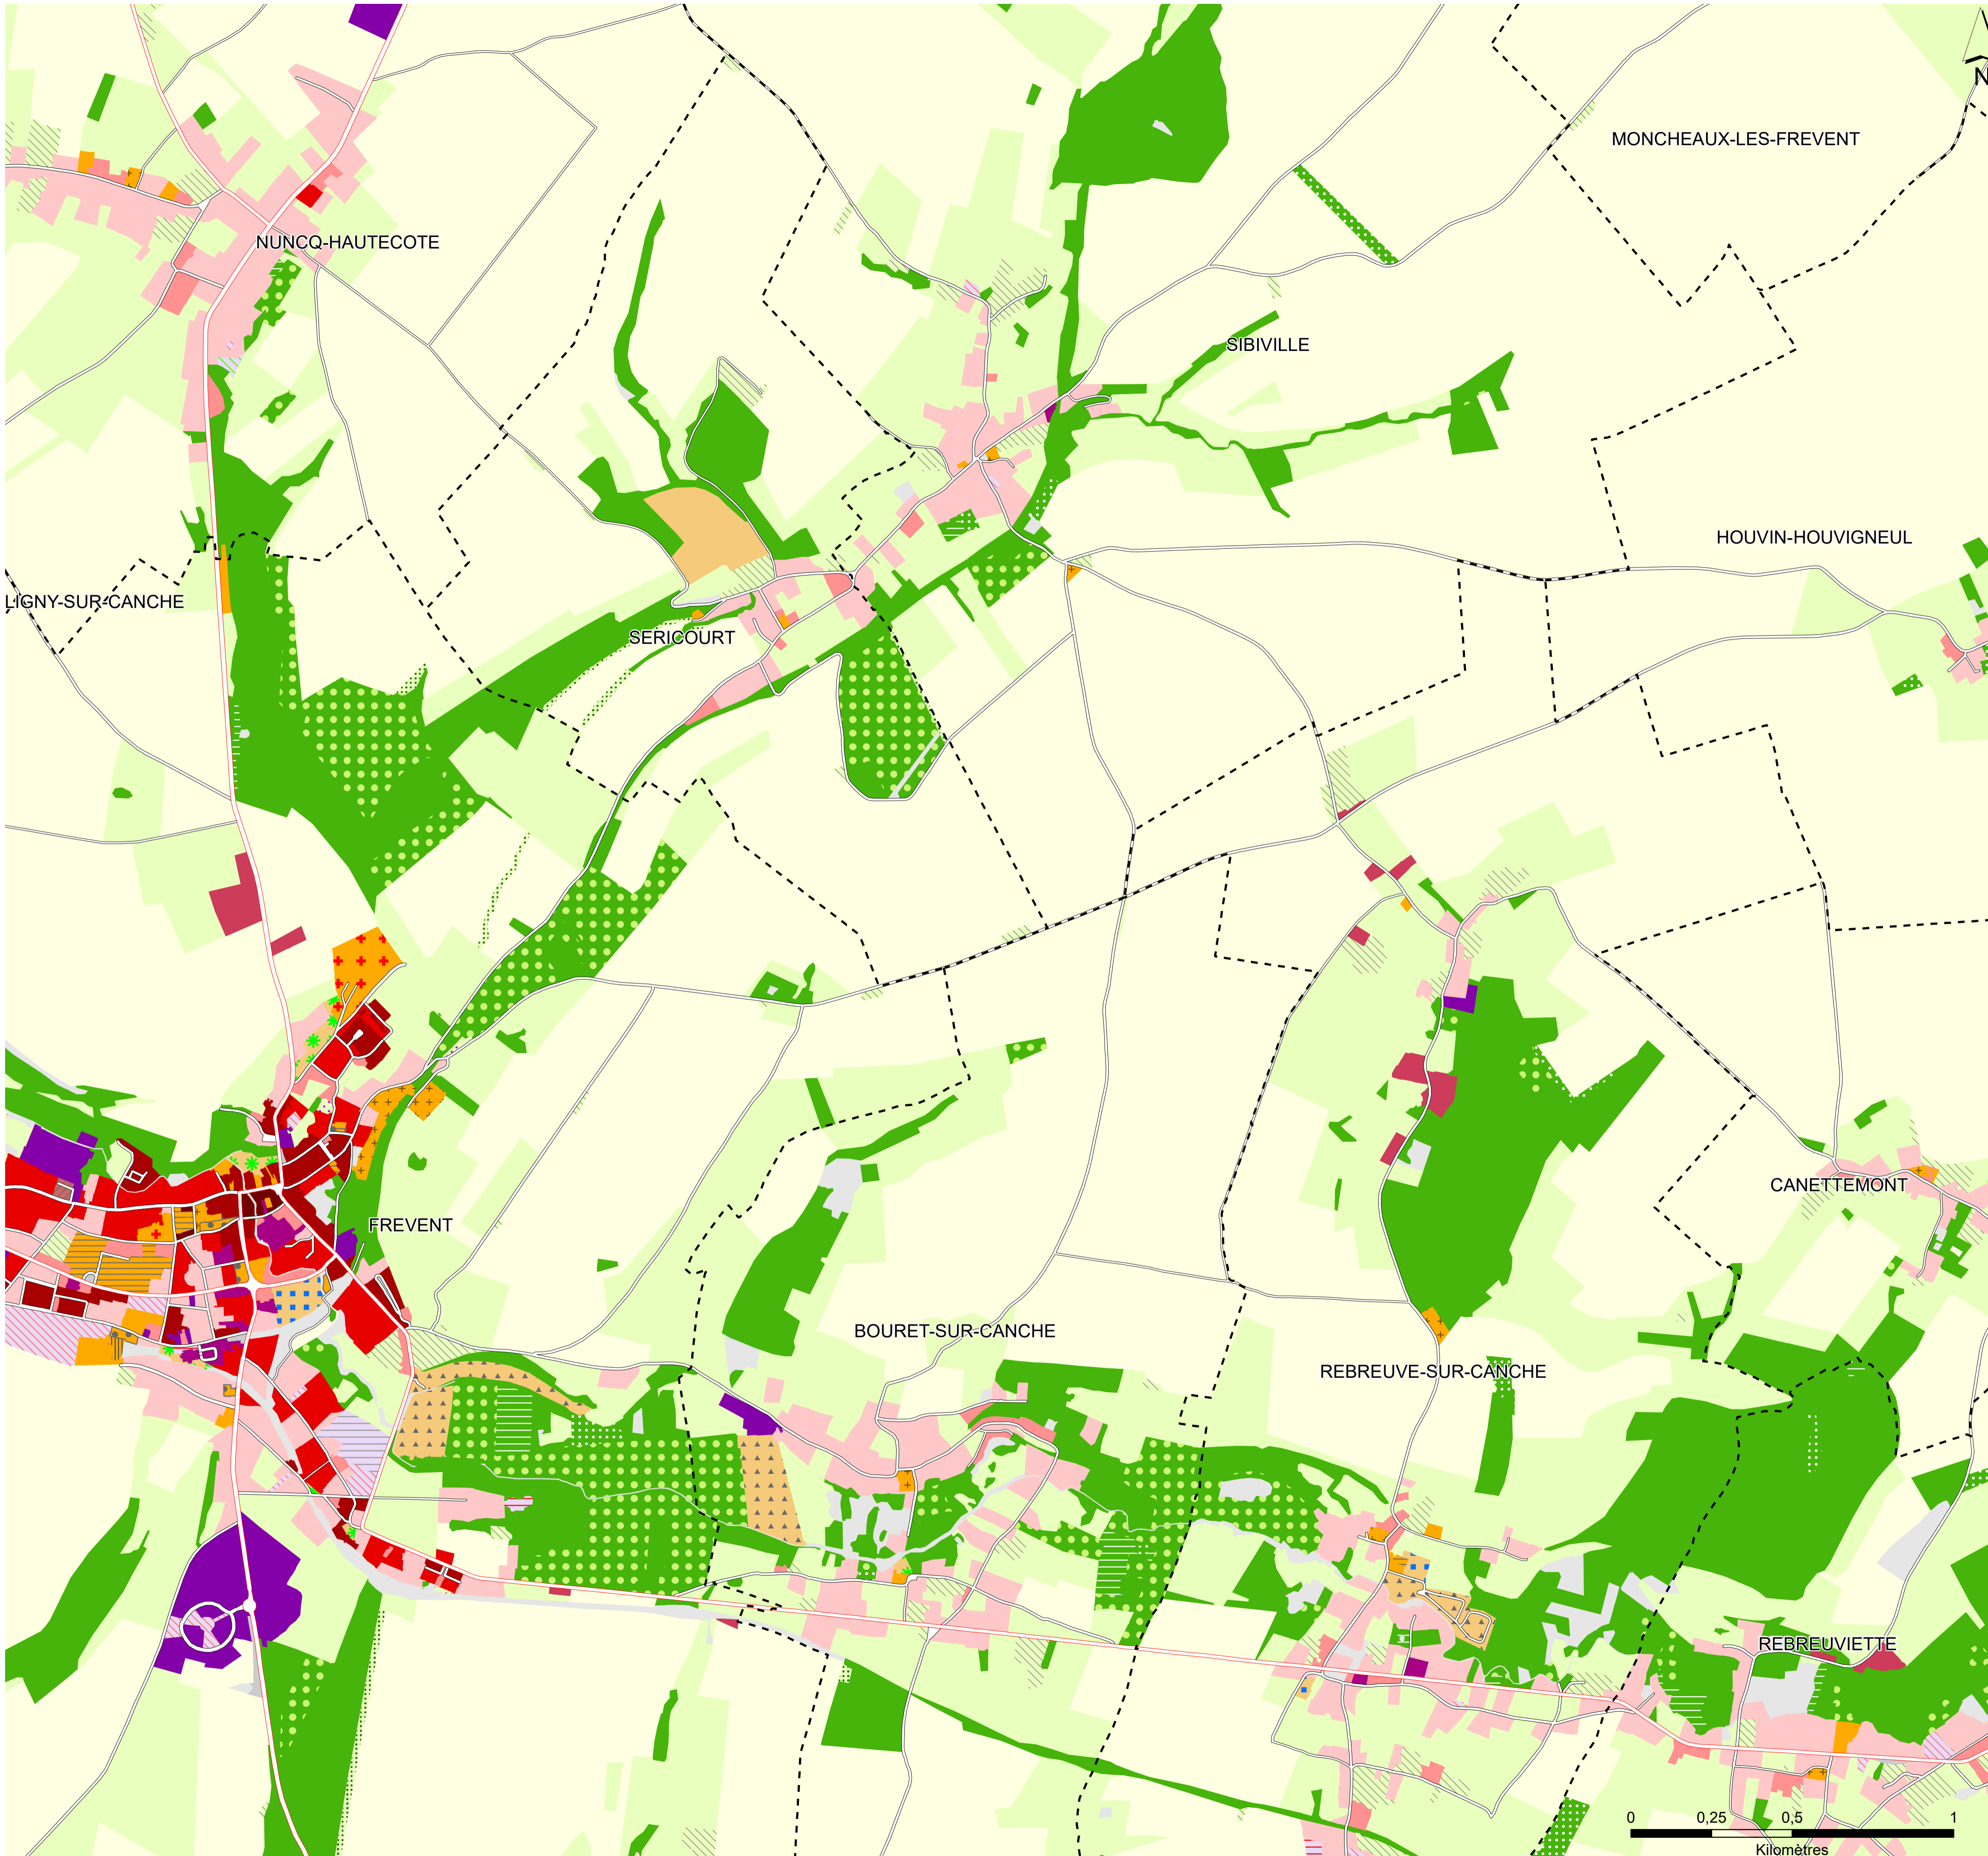 N
MONCHEAUX-LES-FREVENT
NUNCQ-HAUTECOTE
SIBIVILLE
HOUVIN-HOUVIGNEUL
LIGNY-SUR-CANCHE
SERICOURT
CANETTEMONT
FREVENT
BOURET-SUR-CANCHE
REBREUVE-SUR-CANCHE
REBREUVIETTE
0 0,25 0,5 1
Kilomètres